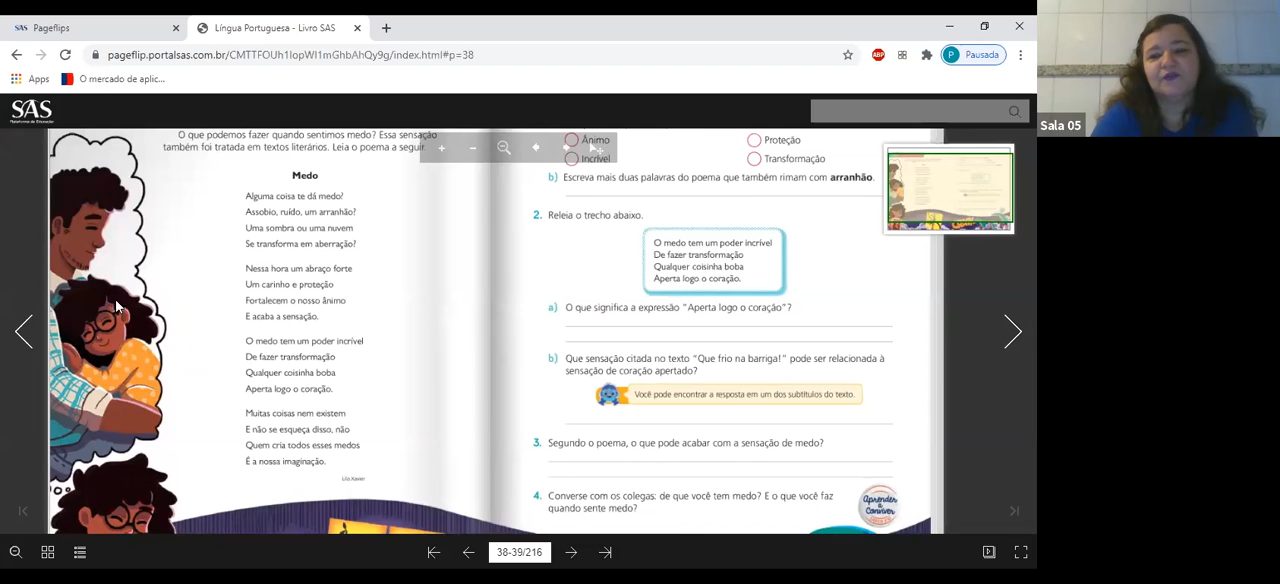 SAS Pageflips
Língua Portuguesa - Livro SAS
pageflip.portalsas.com.br/CMTTFOUh1IopWI1mGhbAhQy9g/index.html#p=38
ABP
P Pausada
Apps
O mercado de aplic...
SAS
Plataforma de Educação
Sala 05
O que podemos fazer quando sentimos medo? Essa sensação
também foi tratada em textos literários. Leia o poema a seguir.
Medo
Alguma coisa te dá medo?
Assobio, ruído, um arranhão?
Uma sombra ou uma nuvem
Se transforma em aberração?
Nessa hora um abraço forte
Um carinho e proteção
Fortalecem o nosso ânimo
E acaba a sensação.
O medo tem um poder incrível
De fazer transformação
Qualquer coisinha boba
Aperta logo o coração.
Muitas coisas nem existem
E não se esqueça disso, não
Quem cria todos esses medos
É a nossa imaginação.
Lilo Xavier
Ânimo
Proteção
Incrível
Transformação
b) Escreva mais duas palavras do poema que também rimam com arranhão.
2. Releia o trecho abaixo.
O medo tem um poder incrível
De fazer transformação
Qualquer coisinha boba
Aperta logo o coração.
a) O que significa a expressão "Aperta logo o coração"?
b) Que sensação citada no texto "Que frio na barriga!" pode ser relacionada à
sensação de coração apertado?
Você pode encontrar a resposta em um dos subtítulos do texto.
3. Segundo o poema, o que pode acabar com a sensação de medo?
4. Converse com os colegas: de que você tem medo? E o que você faz
quando sente medo?
Aprender
a
Conviver
38-39/216